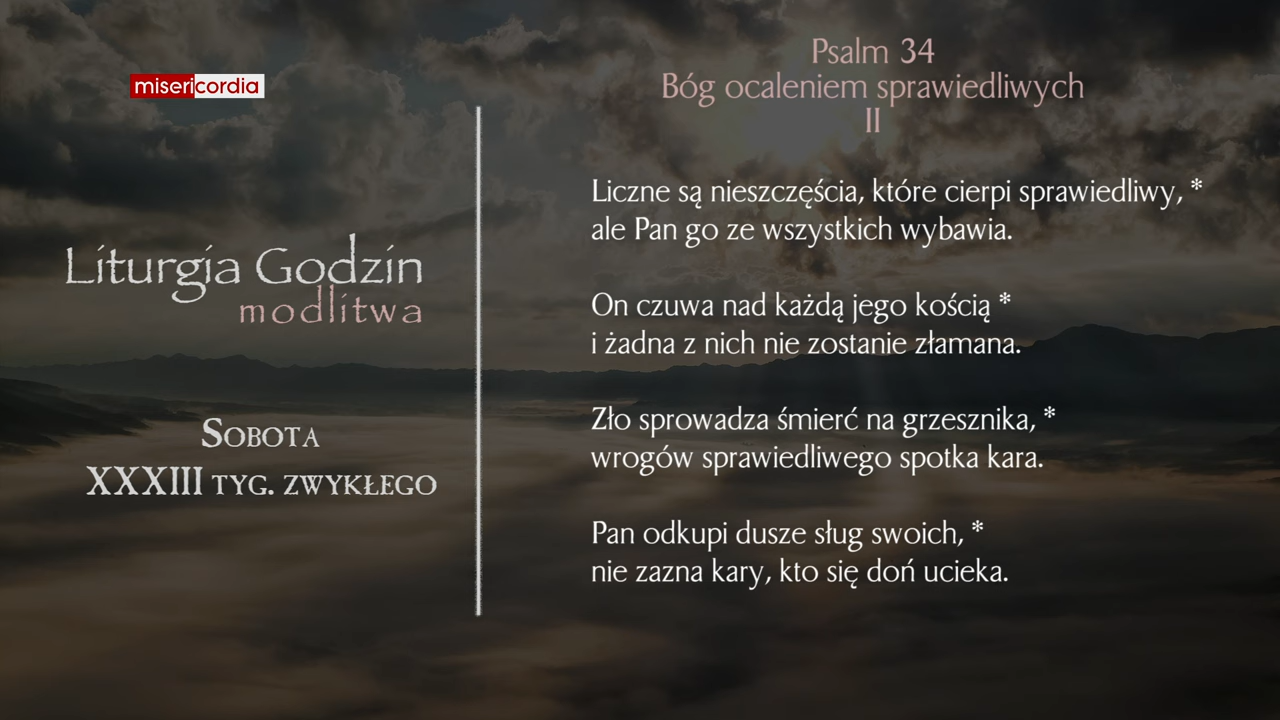 misericordia
Liturgia Godzin
modlitwa
Sobota
XXXIII tyg. zwykłego
Psalm 34
Bóg ocaleniem sprawiedliwych
II
Liczne są nieszczęścia, które cierpi sprawiedliwy, *
ale Pan go ze wszystkich wybawia.
On czuwa nad każdą jego kością *
i żadna z nich nie zostanie złamana.
Zło sprowadza śmierć na grzesznika, *
wrogów sprawiedliwego spotka kara.
Pan odkupi dusze sług swoich, *
nie zazna kary, kto się doń ucieka.